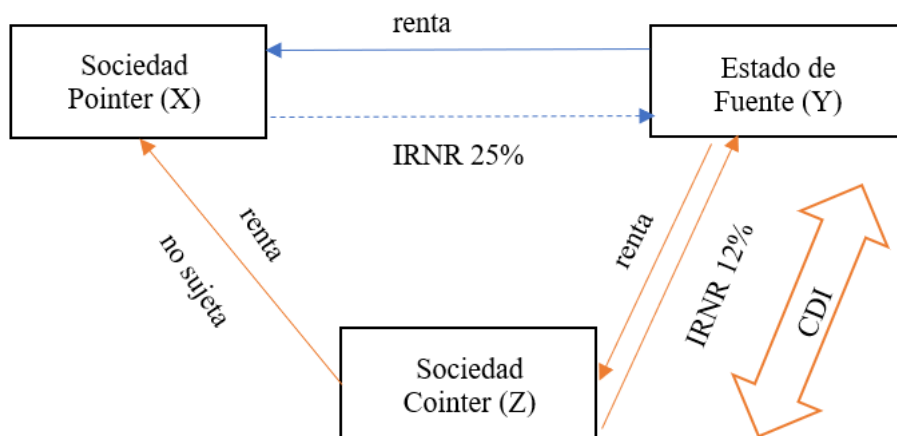 renta
Sociedad
Pointer (X)
Estado de
Fuente (Y)
IRNR 25%
renta
no sujeta
renta
IRNR 12%
CDI
Sociedad
Cointer (Z)